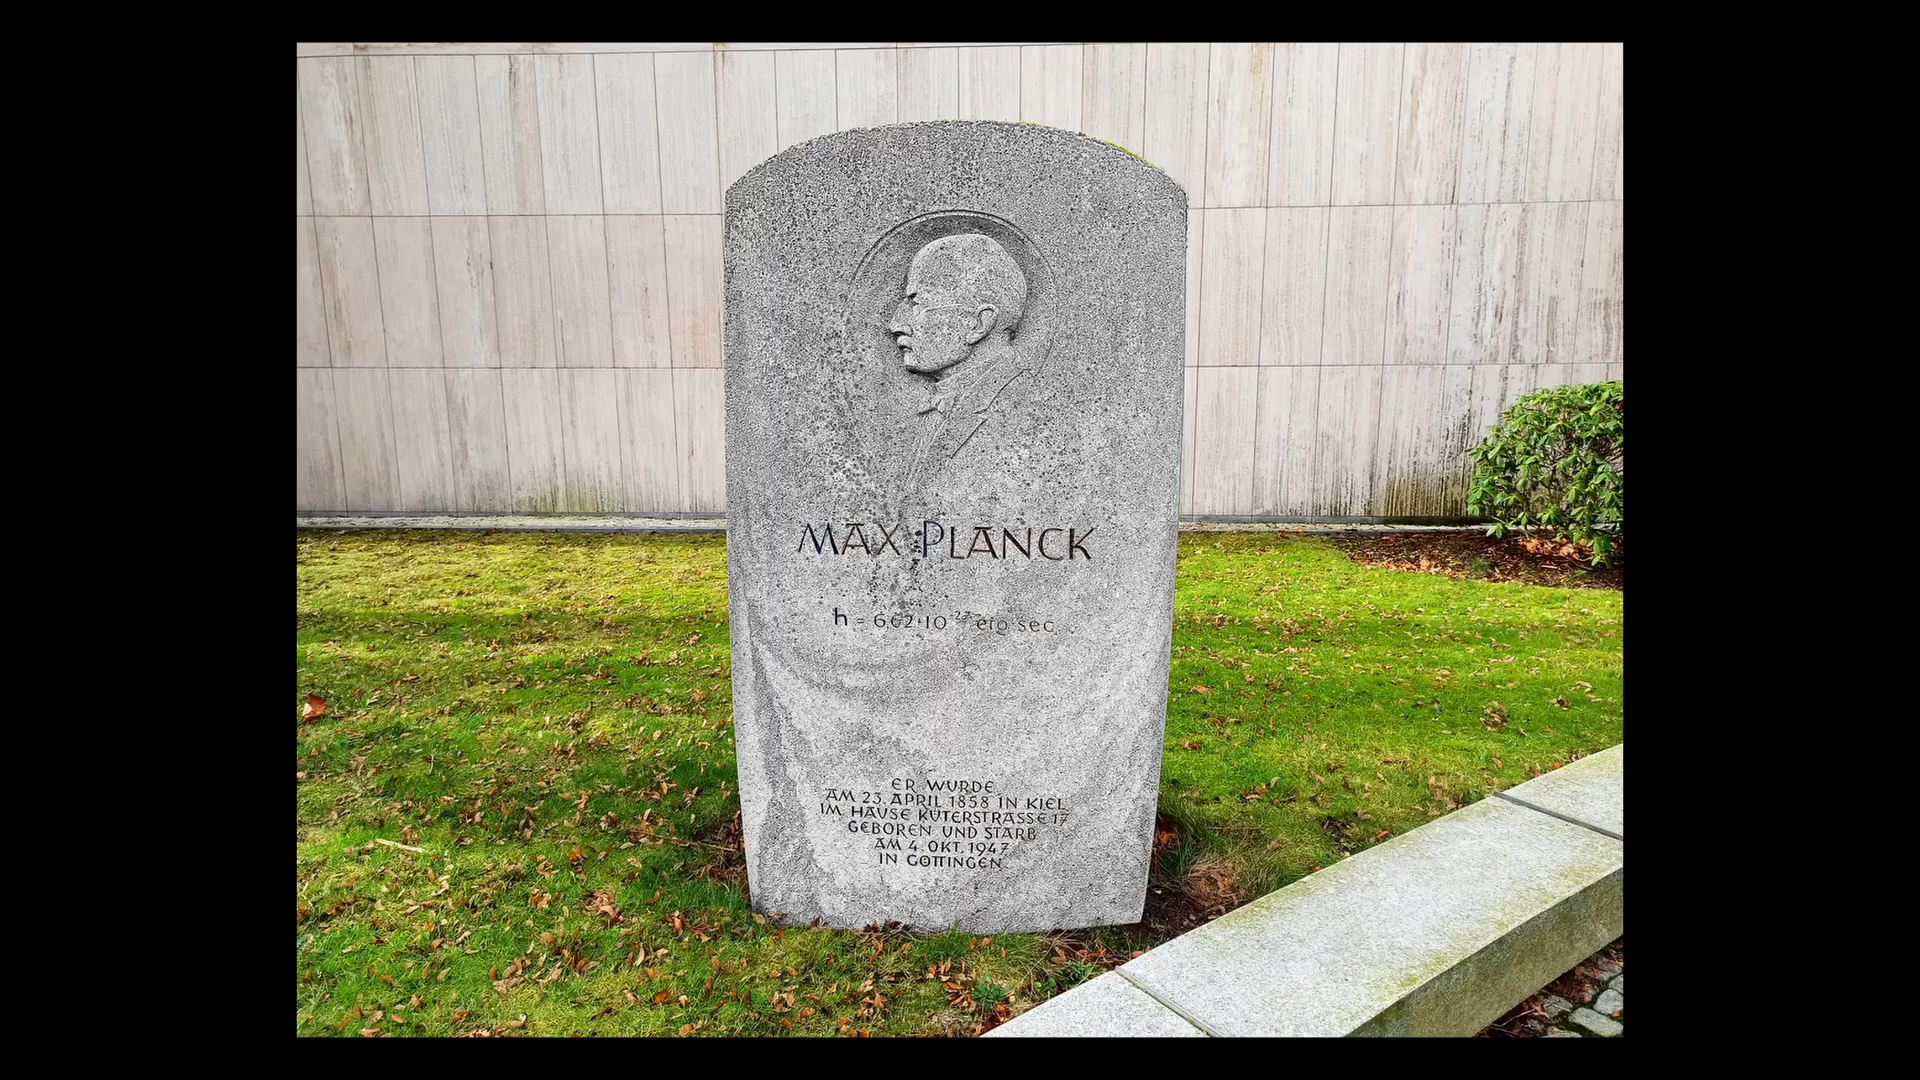 MAX PLANCK
h = 6,62·10⁻²⁷ erg·sec.
ER WURDE
AM 23. APRIL 1858 IN KIEL
IM HAUSE KÜTERSTRASSE 17
GEBOREN UND STARB
AM 4. OKT. 1947
IN GÖTTINGEN